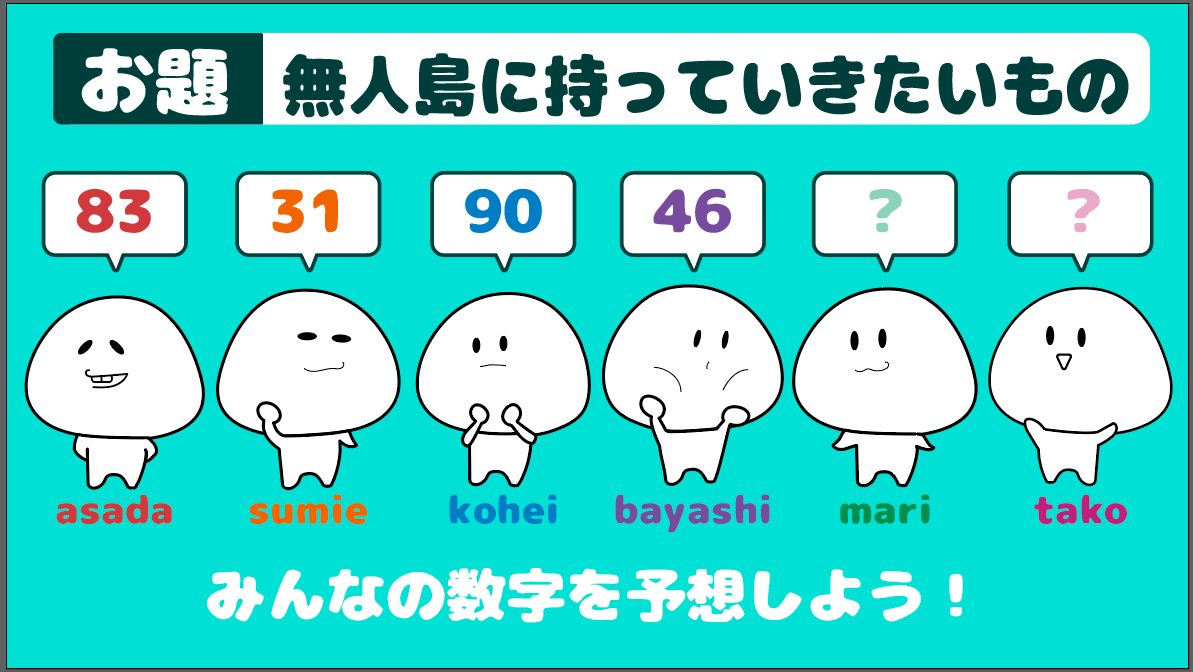 お題 無人島に持っていきたいもの
83 31 90 46 ? ?
asada sumie kohei bayashi mari tako
みんなの数字を予想しよう！